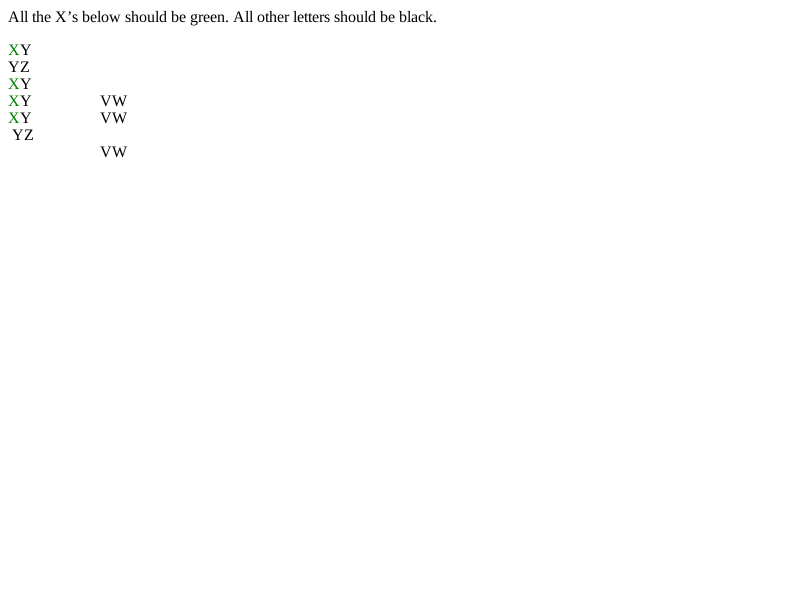 All the X’s below should be green. All other letters should be black.
XY
YZ
XY
XY VW
XY VW
YZ
VW